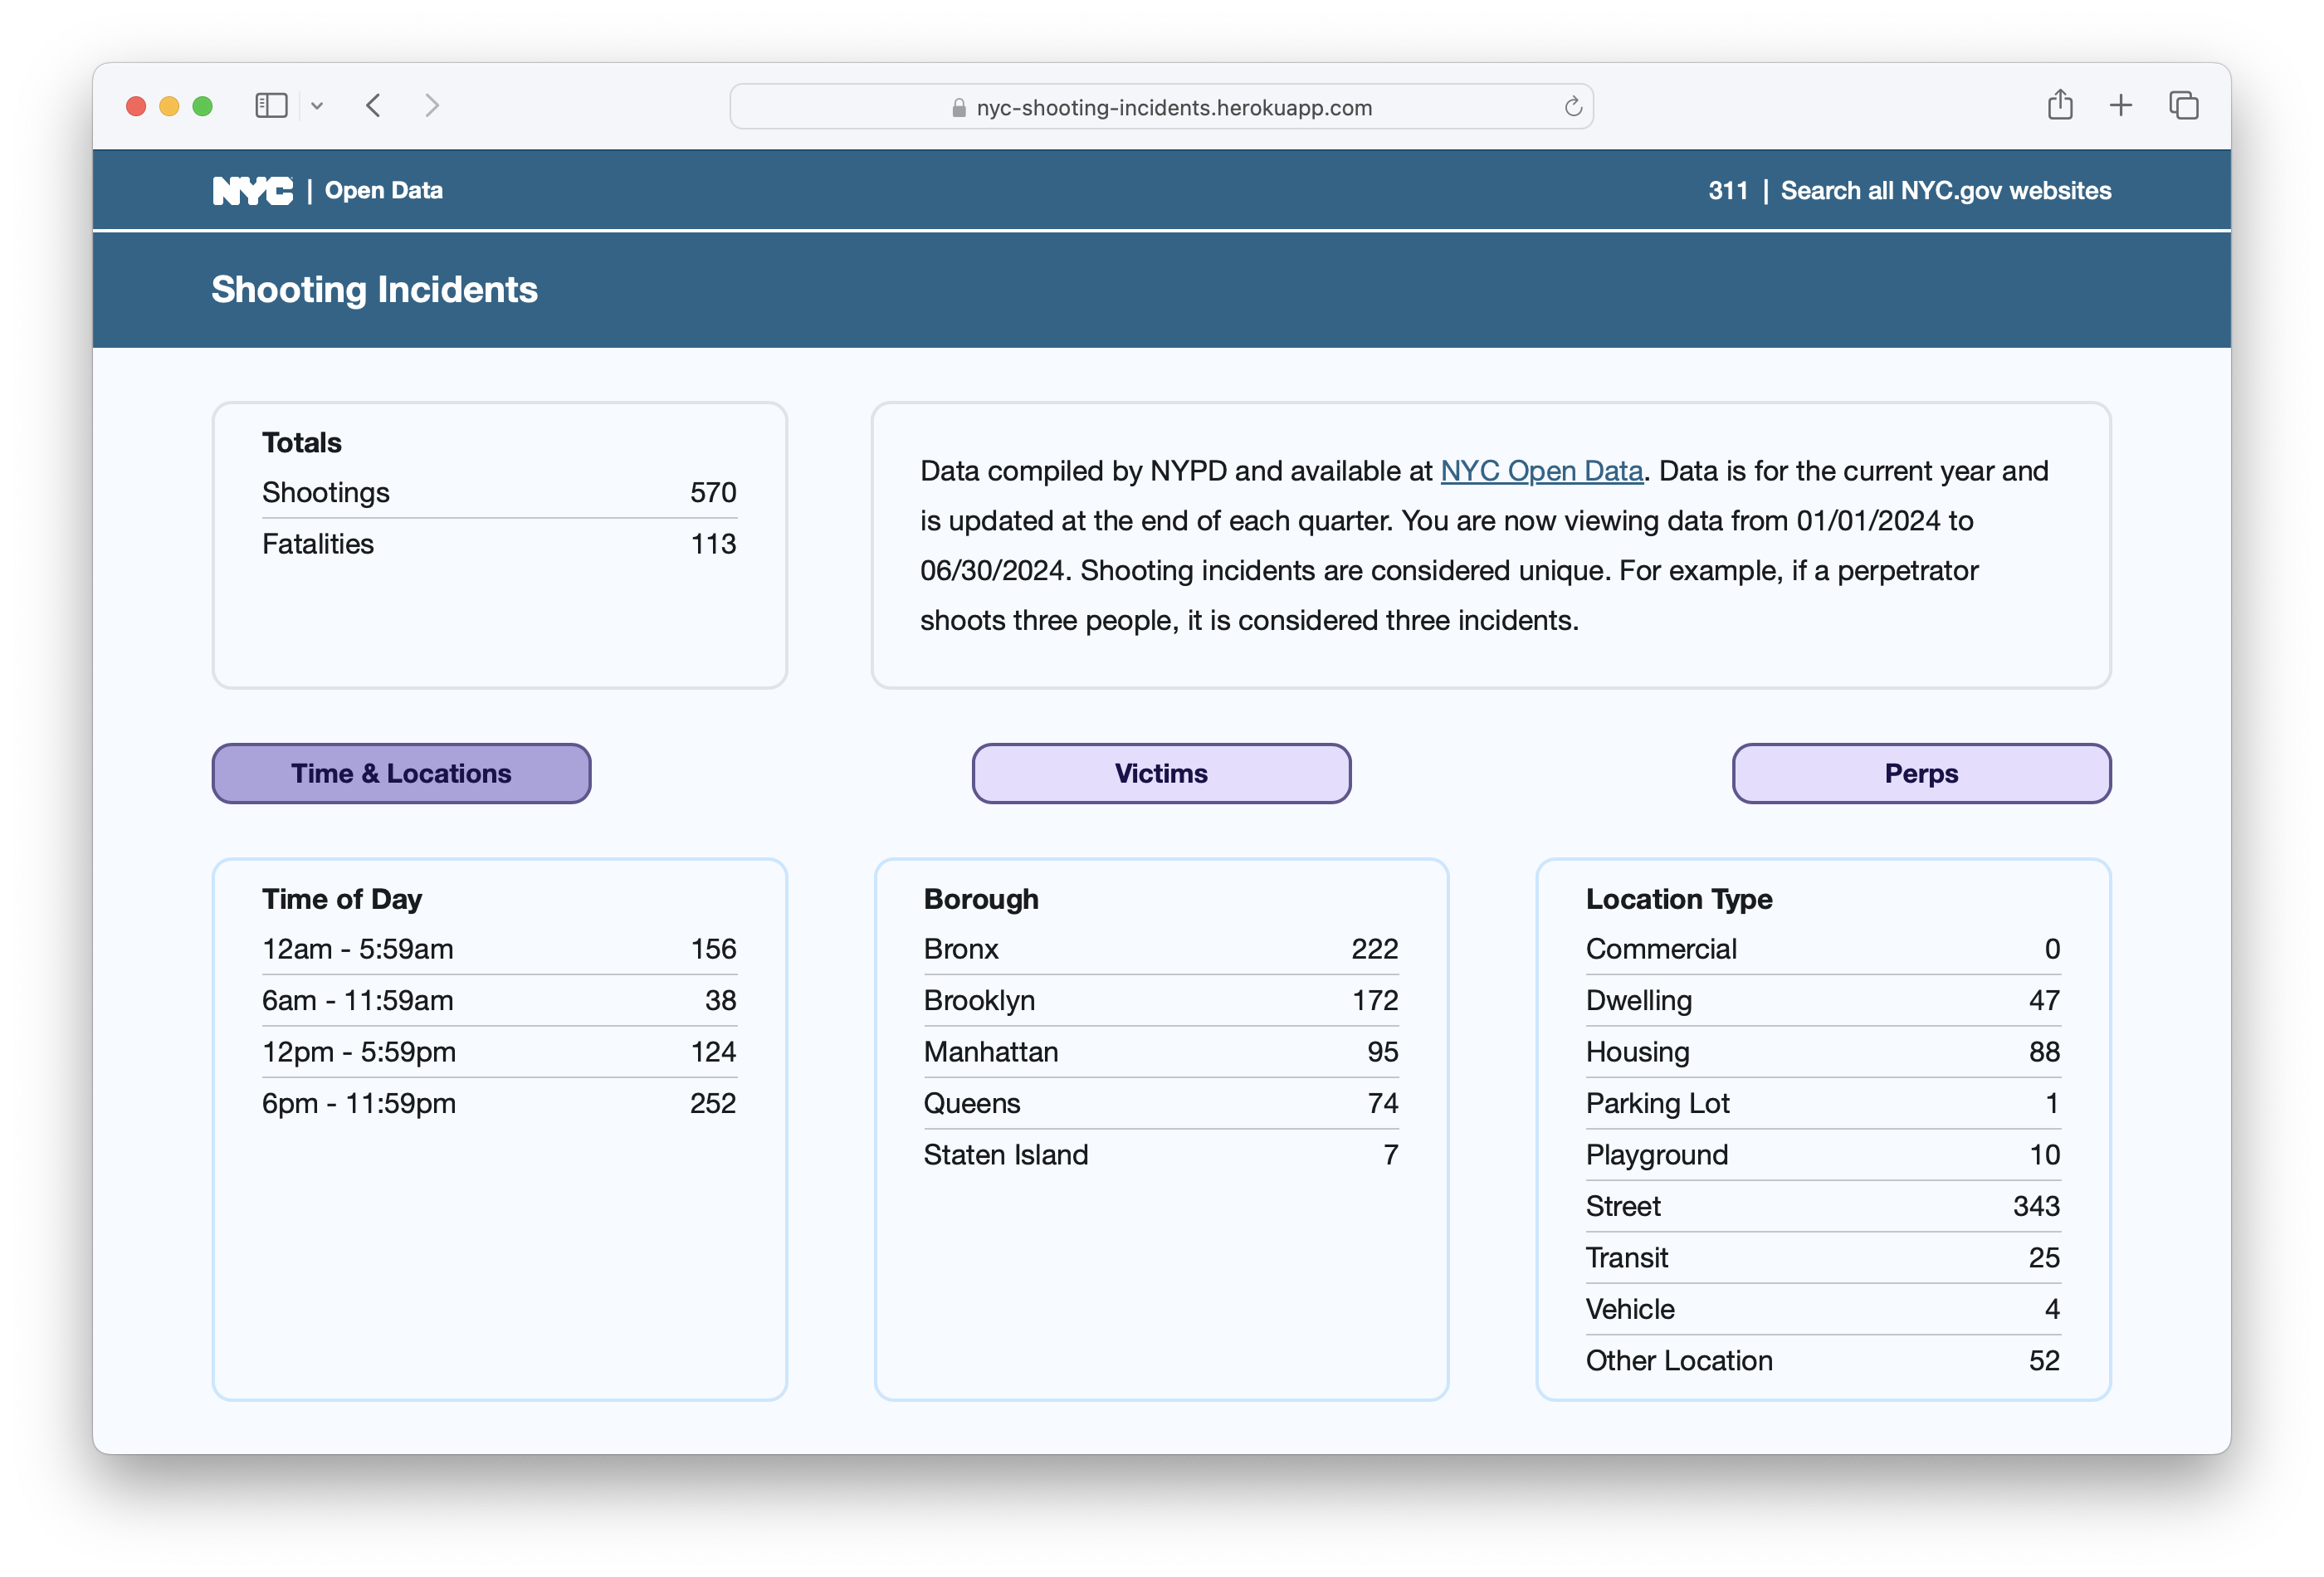 nyc-shooting-incidents.herokuapp.com
NYC | Open Data
311 | Search all NYC.gov websites
Shooting Incidents
Totals
Shootings 570
Fatalities 113
Data compiled by NYPD and available at NYC Open Data. Data is for the current year and
is updated at the end of each quarter. You are now viewing data from 01/01/2024 to
06/30/2024. Shooting incidents are considered unique. For example, if a perpetrator
shoots three people, it is considered three incidents.
Time & Locations
Victims
Perps
Time of Day
12am - 5:59am 156
6am - 11:59am 38
12pm - 5:59pm 124
6pm - 11:59pm 252
Borough
Bronx 222
Brooklyn 172
Manhattan 95
Queens 74
Staten Island 7
Location Type
Commercial 0
Dwelling 47
Housing 88
Parking Lot 1
Playground 10
Street 343
Transit 25
Vehicle 4
Other Location 52